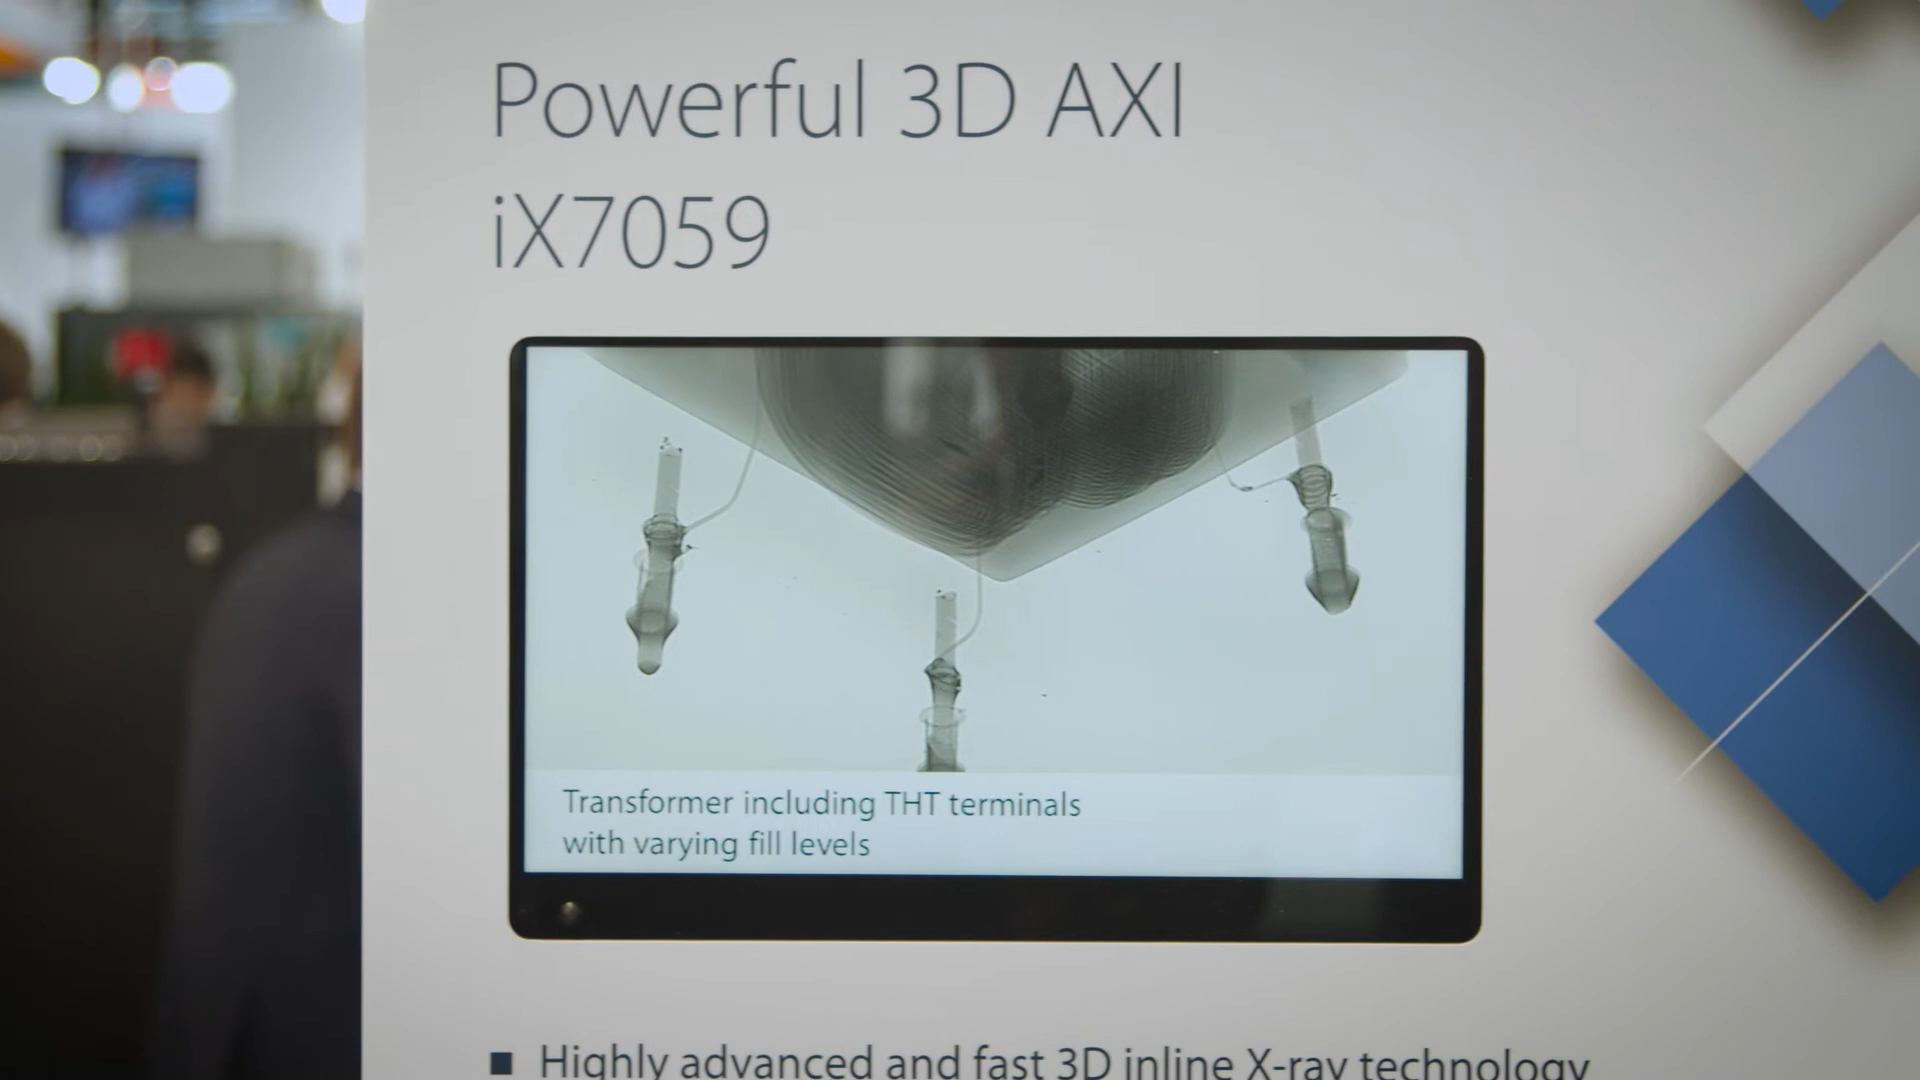 Powerful 3D AXI
iX7059
Transformer including THT terminals
with varying fill levels
■ Highly advanced and fast 3D inline X-ray technology